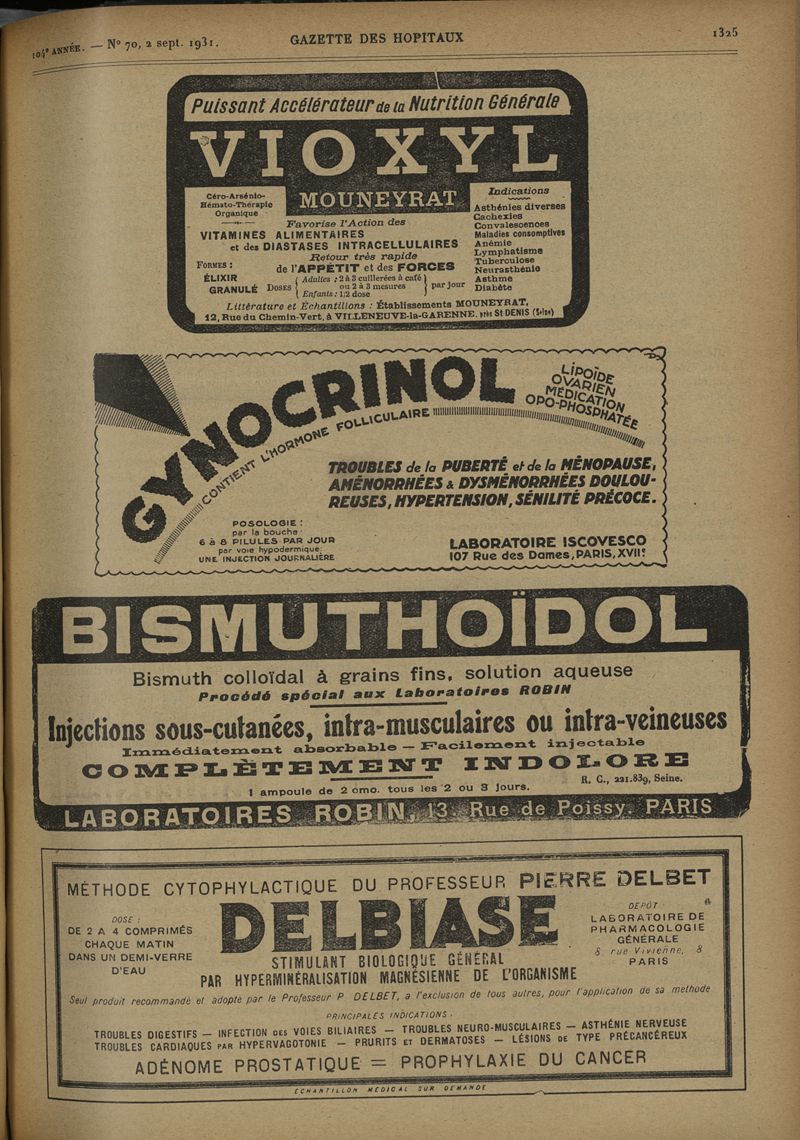 104e ANNÉE. — No 70, 2 sept. 1931.
GAZETTE DES HOPITAUX
1325
Puissant Accélérateur de la Nutrition Générale
VIOXYL
MOUNEYRAT
Céro-Arsénio-
Hémato-Thérapie
Organique
Indications
Asthénies diverses
Cachexies
Convalescences
Maladies consomptives
Anémie
Lymphatisme
Tuberculose
Neurasthénie
Asthme
Diabète
Favorise l'Action des
VITAMINES ALIMENTAIRES
et des DIASTASES INTRACELLULAIRES
Retour très rapide
de l'APPÉTIT et des FORCES
FORMES :
ÉLIXIR
GRANULÉ
DOSES
Adultes : 2 à 3 cuillerées à café
ou 2 à 3 mesures
Enfants : 1/2 dose
par jour
Littérature et Échantillons : Établissements MOUNEYRAT,
12, Rue du Chemin-Vert, à VILLENEUVE-la-GARENNE, près St DENIS (Seine)
GYNOCRINOL
LIPOÏDE
OVARIEN
MÉDICATION
OPO-PHOSPHATÉE
CONTIENT L'HORMONE FOLLICULAIRE
TROUBLES de la PUBERTÉ et de la MÉNOPAUSE,
AMÉNORRHÉES & DYSMÉNORRHÉES DOULOU-
REUSES, HYPERTENSION, SÉNILITÉ PRÉCOCE.
POSOLOGIE :
par la bouche
6 à 8 PILULES PAR JOUR
par voie hypodermique
UNE INJECTION JOURNALIÈRE
LABORATOIRE ISCOVESCO
107 Rue des Dames, PARIS, XVIIe
BISMUTHOÏDOL
Bismuth colloïdal à grains fins, solution aqueuse
Procédé spécial aux Laboratoires ROBIN
Injections sous-cutanées, intra-musculaires ou intra-veineuses
Immédiatement absorbable — Facilement injectable
COMPLÈTEMENT INDOLORE
R. C., 221.839, Seine.
1 ampoule de 2 cmc. tous les 2 ou 3 jours.
LABORATOIRES ROBIN, 13, Rue de Poissy, PARIS
MÉTHODE CYTOPHYLACTIQUE DU PROFESSEUR PIERRE DELBET
DELBIASE
DOSE :
DE 2 A 4 COMPRIMÉS
CHAQUE MATIN
DANS UN DEMI-VERRE
D'EAU
DEPÔT
LABORATOIRE DE
PHARMACOLOGIE
GÉNÉRALE
8, rue Vivienne, 8
PARIS
STIMULANT BIOLOGIQUE GÉNÉRAL
PAR HYPERMINÉRALISATION MAGNÉSIENNE DE L'ORGANISME
Seul produit recommandé et adopté par le Professeur P. DELBET, a l'exclusion de tous autres, pour l'application de sa méthode
PRINCIPALES INDICATIONS :
TROUBLES DIGESTIFS — INFECTION DES VOIES BILIAIRES — TROUBLES NEURO-MUSCULAIRES — ASTHÉNIE NERVEUSE
TROUBLES CARDIAQUES PAR HYPERVAGOTONIE — PRURITS ET DERMATOSES — LÉSIONS DE TYPE PRÉCANCÉREUX
ADÉNOME PROSTATIQUE = PROPHYLAXIE DU CANCER
ÉCHANTILLON MÉDICAL SUR DEMANDE